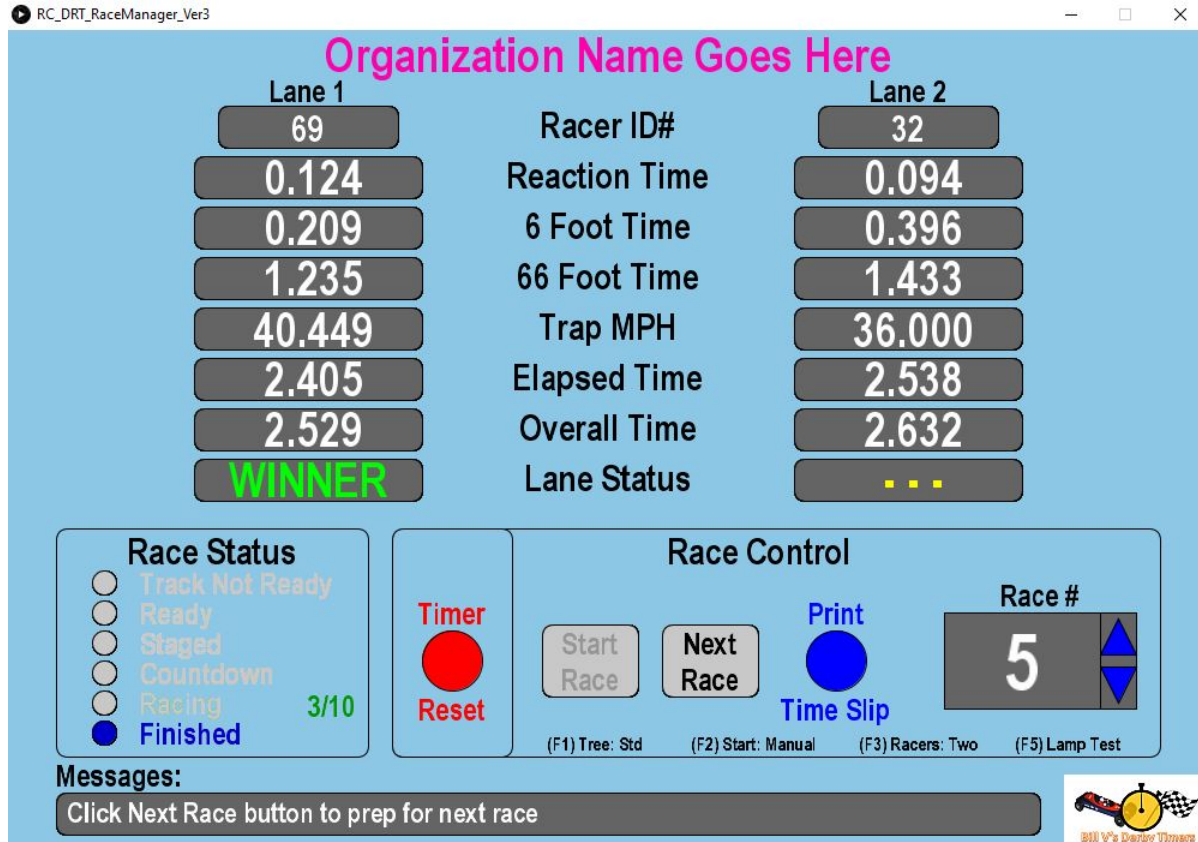 RC_DRT_RaceManager_Ver3
Organization Name Goes Here
Lane 1 Lane 2
69 Racer ID# 32
0.124 Reaction Time 0.094
0.209 6 Foot Time 0.396
1.235 66 Foot Time 1.433
40.449 Trap MPH 36.000
2.405 Elapsed Time 2.538
2.529 Overall Time 2.632
WINNER Lane Status - - -
Race Status
Track Not Ready
Ready
Staged
Countdown
Racing 3/10
Finished
Timer
Reset
Race Control
Start
Race
Next
Race
Print
Time Slip
Race #
5
(F1) Tree: Std (F2) Start: Manual (F3) Racers: Two (F5) Lamp Test
Messages:
Click Next Race button to prep for next race
Bill V's Derby Timers